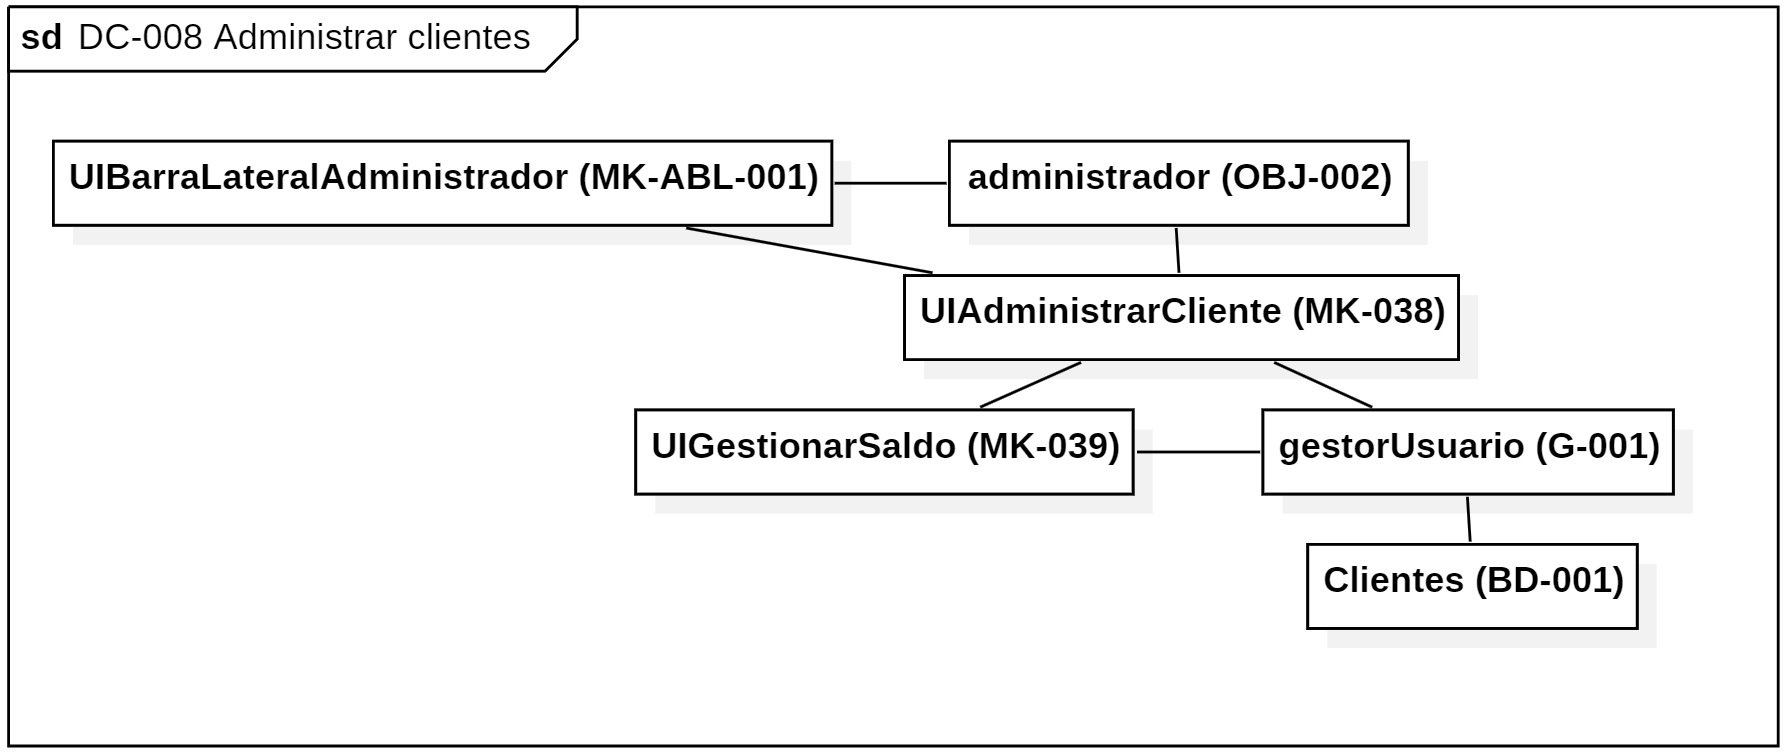 sd DC-008 Administrar clientes
UIBarraLateralAdministrador (MK-ABL-001)
administrador (OBJ-002)
UIAdministrarCliente (MK-038)
UIGestionarSaldo (MK-039)
gestorUsuario (G-001)
Clientes (BD-001)